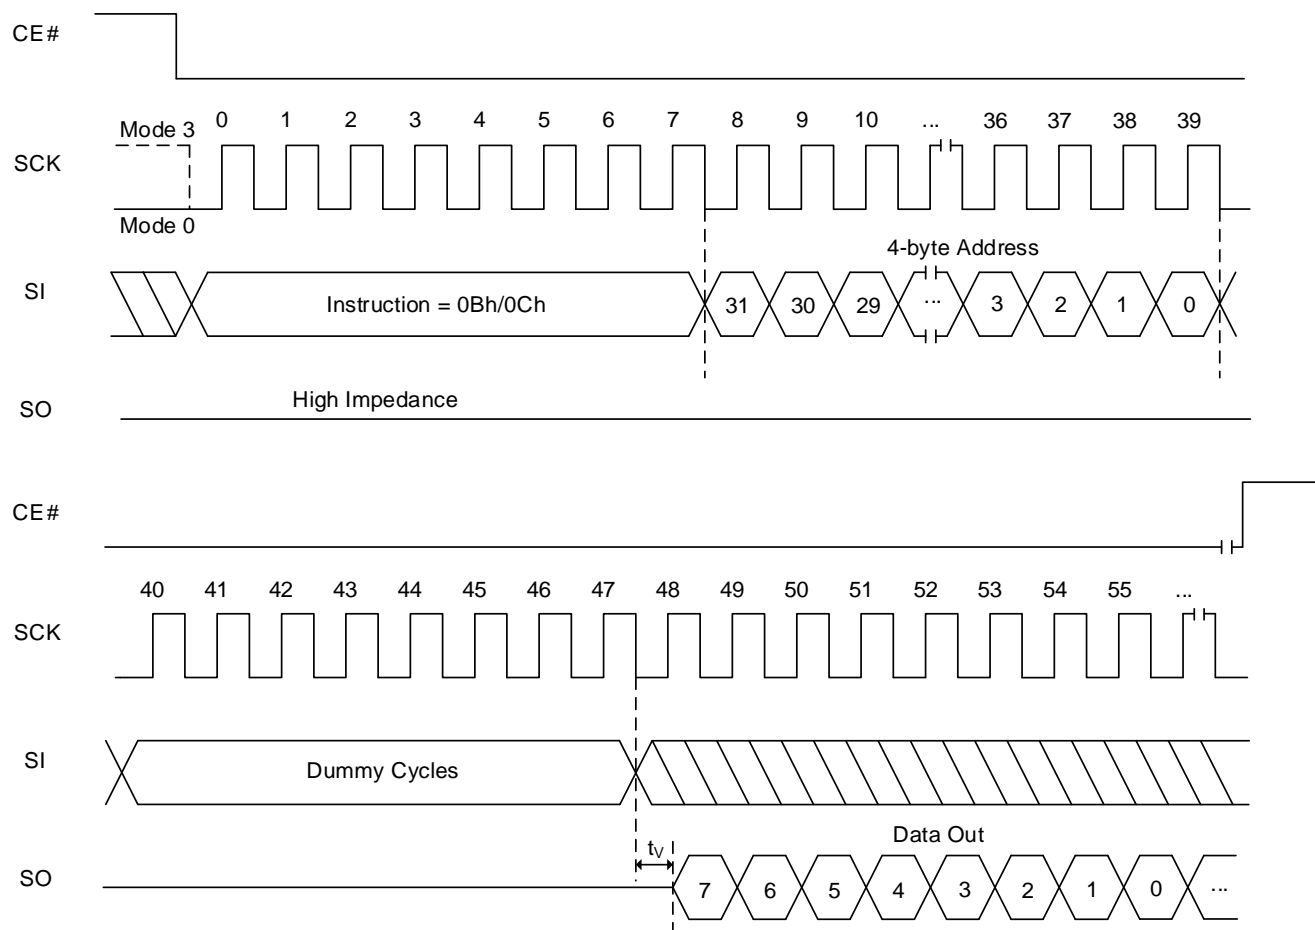 CE#
Mode 3 0 1 2 3 4 5 6 7 8 9 10 ... 36 37 38 39
SCK
Mode 0
4-byte Address
SI Instruction = 0Bh/0Ch 31 30 29 ... 3 2 1 0
SO High Impedance
CE#
40 41 42 43 44 45 46 47 48 49 50 51 52 53 54 55 ...
SCK
SI Dummy Cycles
Data Out
tV
SO 7 6 5 4 3 2 1 0 ...